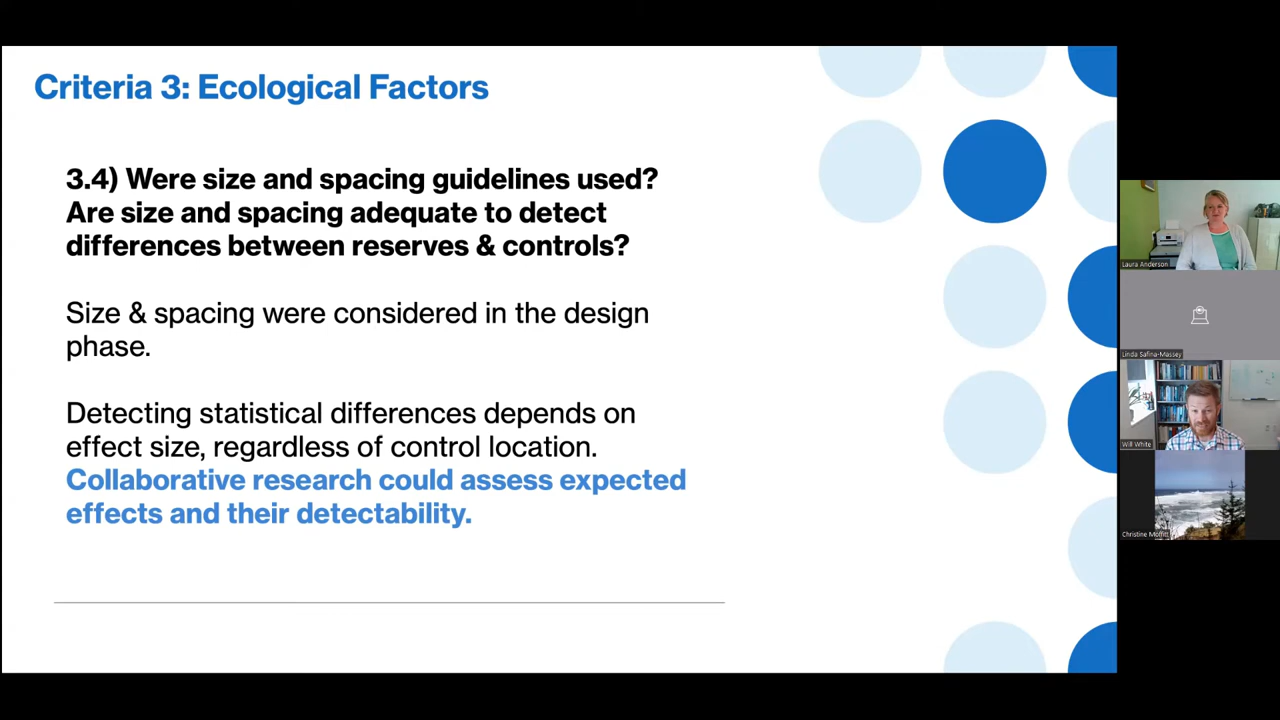 Criteria 3: Ecological Factors
3.4) Were size and spacing guidelines used?
Are size and spacing adequate to detect
differences between reserves & controls?
Size & spacing were considered in the design
phase.
Detecting statistical differences depends on
effect size, regardless of control location.
Collaborative research could assess expected
effects and their detectability.
Laura Anderson
Linda Safina-Massey
Will White
Christine Moffitt